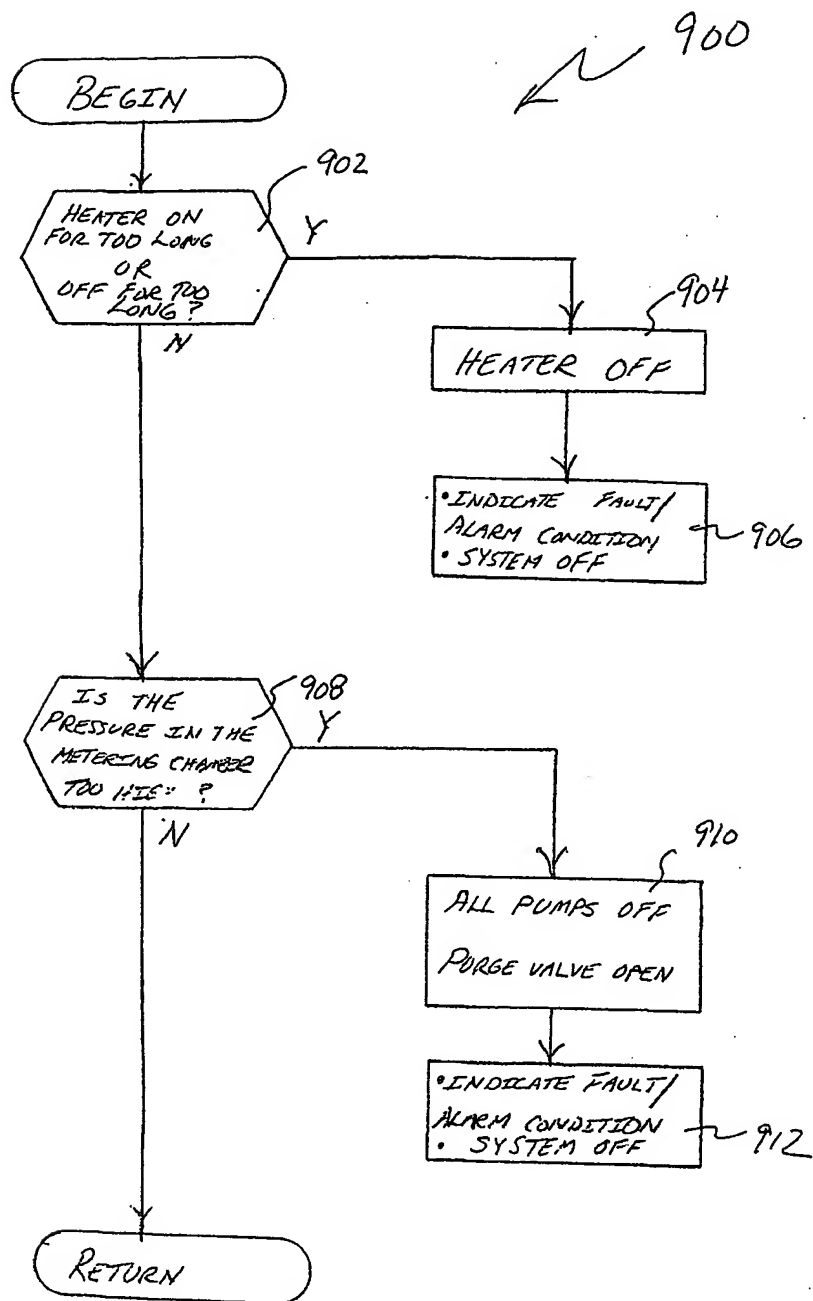 900
BEGIN
902
HEATER ON
FOR TOO LONG
OR
OFF FOR TOO
LONG?
Y
N
904
HEATER OFF
• INDICATE FAULT/
ALARM CONDITION
• SYSTEM OFF
906
IS THE
PRESSURE IN THE
METERING CHAMBER
TOO ?
908
Y
N
910
ALL PUMPS OFF
PURGE VALVE OPEN
• INDICATE FAULT/
ALARM CONDITION
• SYSTEM OFF
912
RETURN